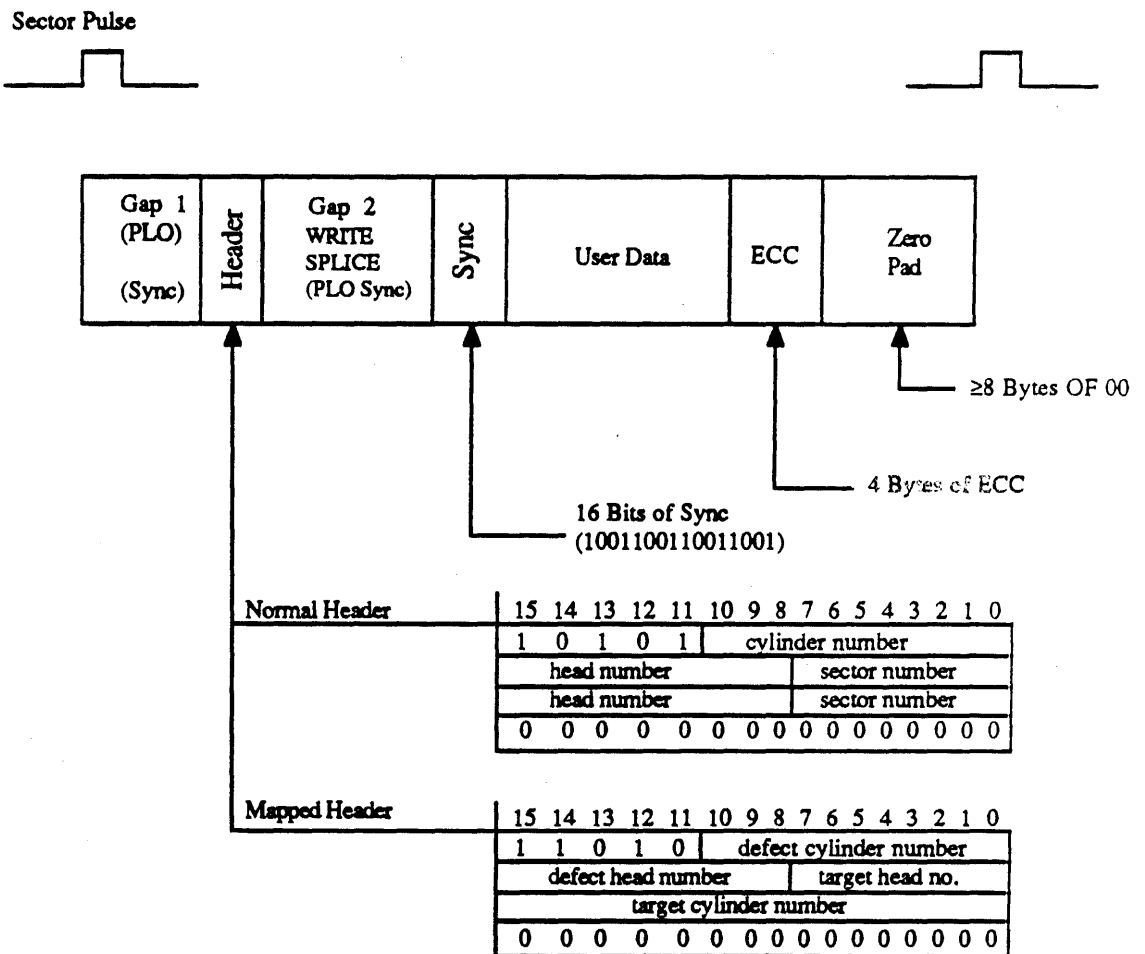 Sector Pulse
Gap 1
(PLO)
(Sync)
Header
Gap 2
WRITE
SPLICE
(PLO Sync)
Sync
User Data
ECC
Zero
Pad
≥8 Bytes OF 00
4 Bytes of ECC
16 Bits of Sync
(1001100110011001)
Normal Header
15 14 13 12 11 10 9 8 7 6 5 4 3 2 1 0
1 0 1 0 1 cylinder number
head number sector number
head number sector number
0 0 0 0 0 0 0 0 0 0 0 0 0 0 0 0
Mapped Header
15 14 13 12 11 10 9 8 7 6 5 4 3 2 1 0
1 1 0 1 0 defect cylinder number
defect head number target head no.
target cylinder number
0 0 0 0 0 0 0 0 0 0 0 0 0 0 0 0